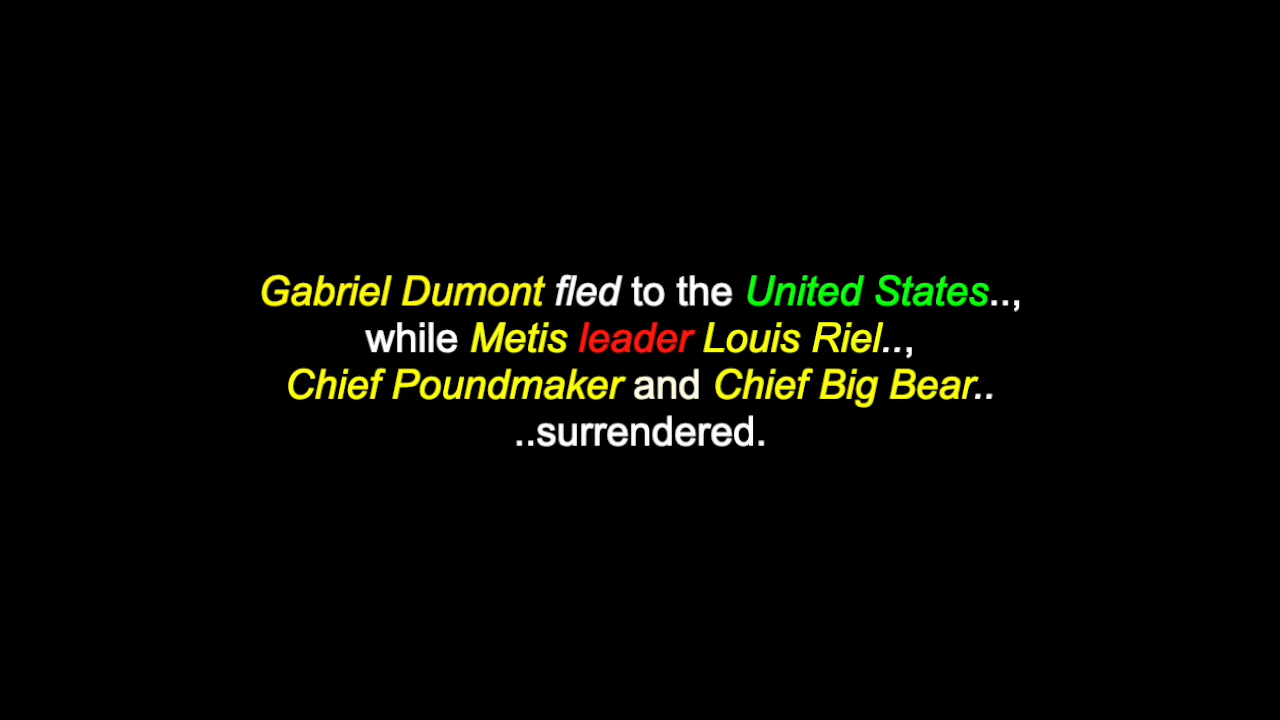 Gabriel Dumont fled to the United States..,
while Metis leader Louis Riel..,
Chief Poundmaker and Chief Big Bear..
..surrendered.